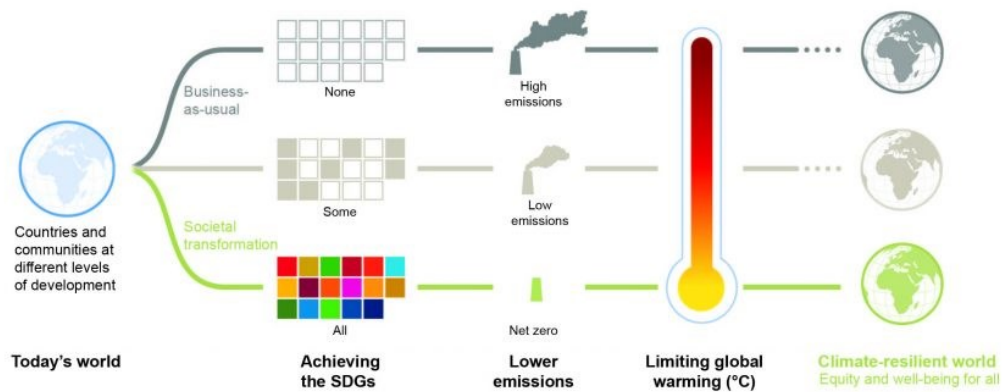 Business-
as-usual
None
High
emissions
Some
Low
emissions
Countries and
communities at
different levels
of development
Societal
transformation
All
Net zero
Today's world
Achieving
the SDGs
Lower
emissions
Limiting global
warming (°C)
Climate-resilient world
Equity and well-being for all